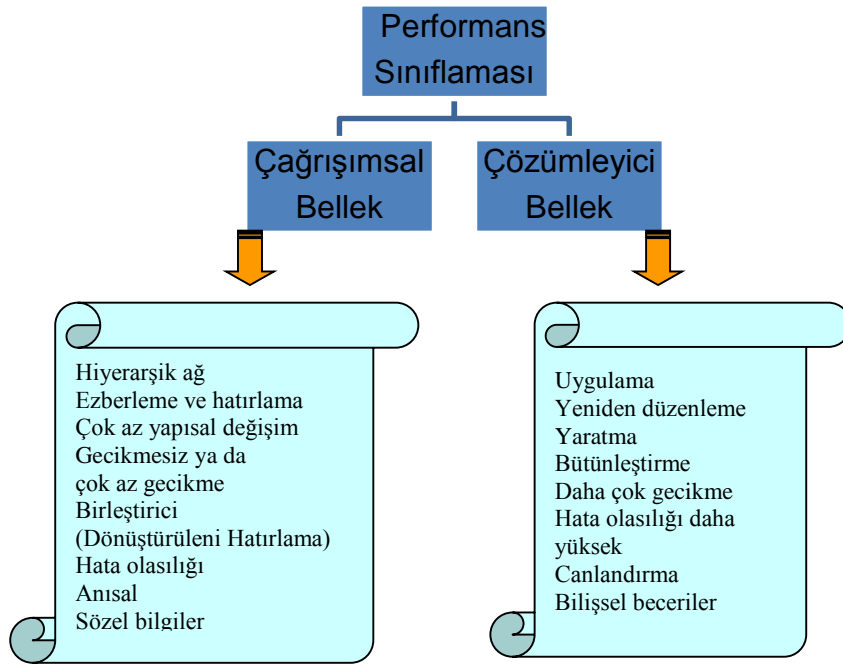 Performans
Sınıflaması
Çağrışımsal
Bellek
Çözümleyici
Bellek
Hiyerarşik ağ
Ezberleme ve hatırlama
Çok az yapısal değişim
Gecikmesiz ya da
çok az gecikme
Birleştirici
(Dönüştürüleni Hatırlama)
Hata olasılığı
Anısal
Sözel bilgiler
Uygulama
Yeniden düzenleme
Yaratma
Bütünleştirme
Daha çok gecikme
Hata olasılığı daha
yüksek
Canlandırma
Bilişsel beceriler